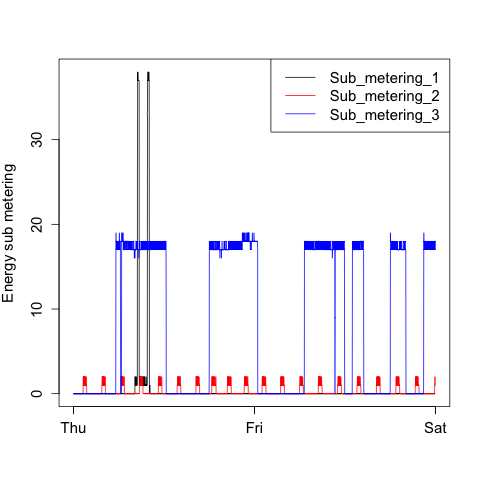 Sub_metering_1
Sub_metering_2
Sub_metering_3
Energy sub metering
30
20
10
0
Thu Fri Sat